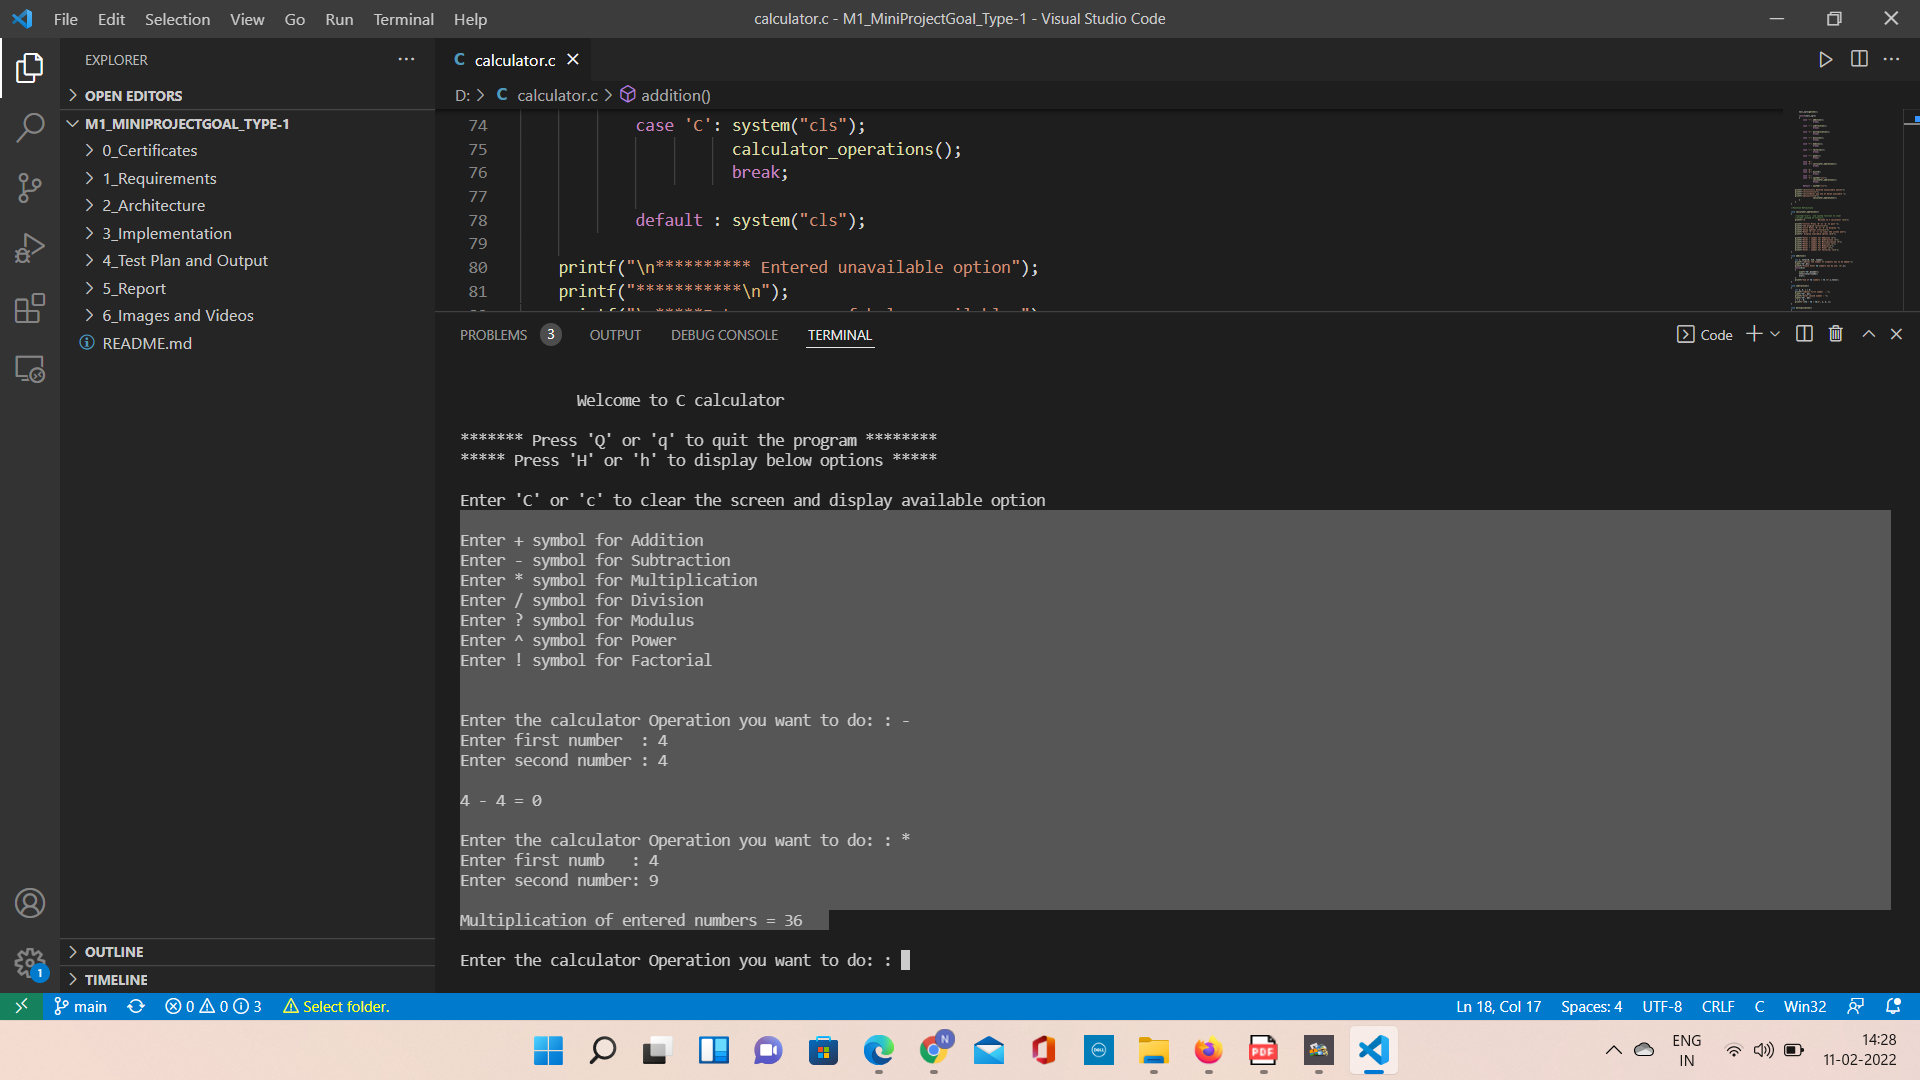 File Edit Selection View Go Run Terminal Help
calculator.c - M1_MiniProjectGoal_Type-1 - Visual Studio Code
EXPLORER
OPEN EDITORS
M1_MINIPROJECTGOAL_TYPE-1
0_Certificates
1_Requirements
2_Architecture
3_Implementation
4_Test Plan and Output
5_Report
6_Images and Videos
README.md
OUTLINE
TIMELINE
C calculator.c
D: > C calculator.c > addition()
74 case 'C': system("cls");
75 calculator_operations();
76 break;
77
78 default : system("cls");
79
80 printf("\n********** Entered unavailable option");
81 printf("***********\n");
PROBLEMS 3 OUTPUT DEBUG CONSOLE TERMINAL
Code
Welcome to C calculator
******* Press 'Q' or 'q' to quit the program ********
***** Press 'H' or 'h' to display below options *****
Enter 'C' or 'c' to clear the screen and display available option
Enter + symbol for Addition
Enter - symbol for Subtraction
Enter * symbol for Multiplication
Enter / symbol for Division
Enter ? symbol for Modulus
Enter ^ symbol for Power
Enter ! symbol for Factorial
Enter the calculator Operation you want to do: : -
Enter first number  : 4
Enter second number : 4
4 - 4 = 0
Enter the calculator Operation you want to do: : *
Enter first numb   : 4
Enter second number: 9
Multiplication of entered numbers = 36
Enter the calculator Operation you want to do: :
1
main 0 0 3 Select folder.
Ln 18, Col 17 Spaces: 4 UTF-8 CRLF C Win32
N
DELL
PDF
ENG
IN
14:28
11-02-2022